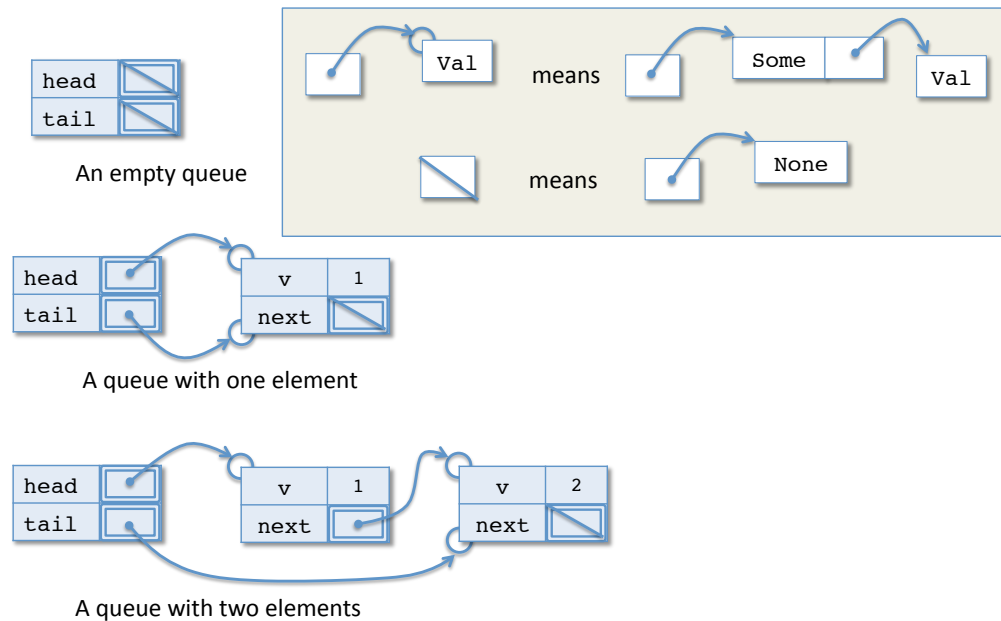 head
tail
An empty queue
Val
means
Some
Val
means
None
head
tail
v 1
next
A queue with one element
head
tail
v 1
next
v 2
next
A queue with two elements